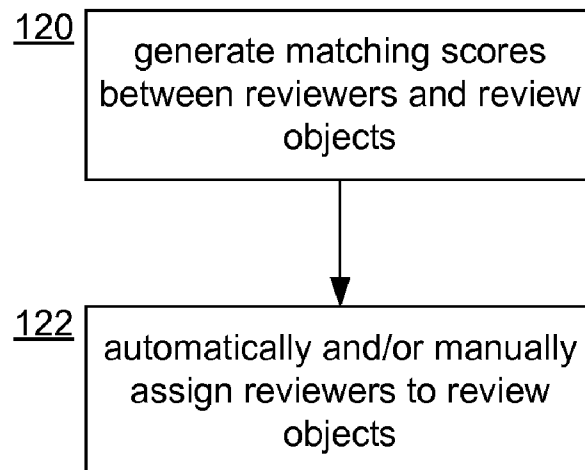 120
generate matching scores
between reviewers and review
objects
122
automatically and/or manually
assign reviewers to review
objects